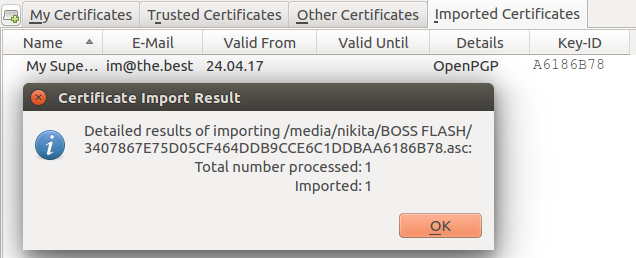 My Certificates Trusted Certificates Other Certificates Imported Certificates
Name E-Mail Valid From Valid Until Details Key-ID
My Supe... im@the.best 24.04.17 OpenPGP A6186B78
Certificate Import Result
Detailed results of importing /media/nikita/BOSS FLASH/
3407867E75D05CF464DDB9CCE6C1DDBAA6186B78.asc:
Total number processed: 1
Imported: 1
OK